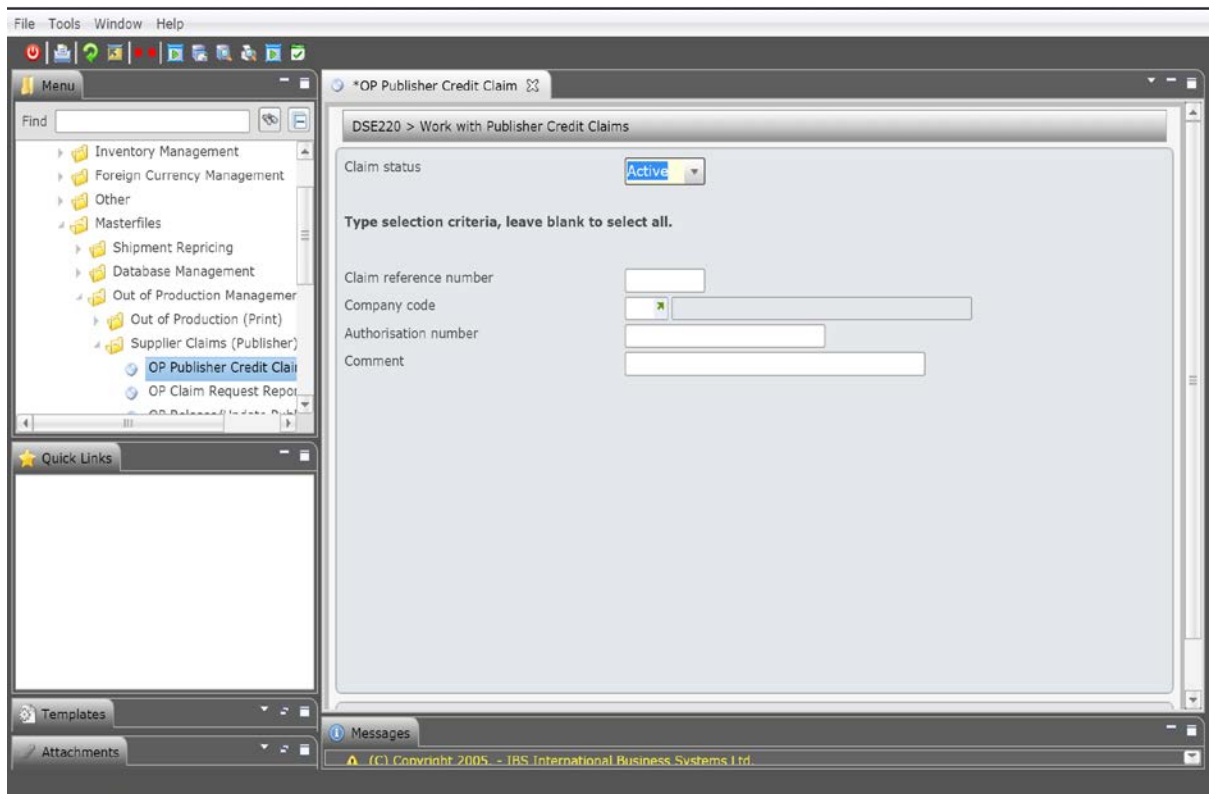 File Tools Window Help
Menu
Find
Inventory Management
Foreign Currency Management
Other
Masterfiles
Shipment Repricing
Database Management
Out of Production Managemer
Out of Production (Print)
Supplier Claims (Publisher)
OP Publisher Credit Clai
OP Claim Request Repor
Quick Links
Templates
Attachments
*OP Publisher Credit Claim
DSE220 > Work with Publisher Credit Claims
Claim status Active
Type selection criteria, leave blank to select all.
Claim reference number
Company code
Authorisation number
Comment
Messages
(C) Copyright 2005. - IBS International Business Systems Ltd.